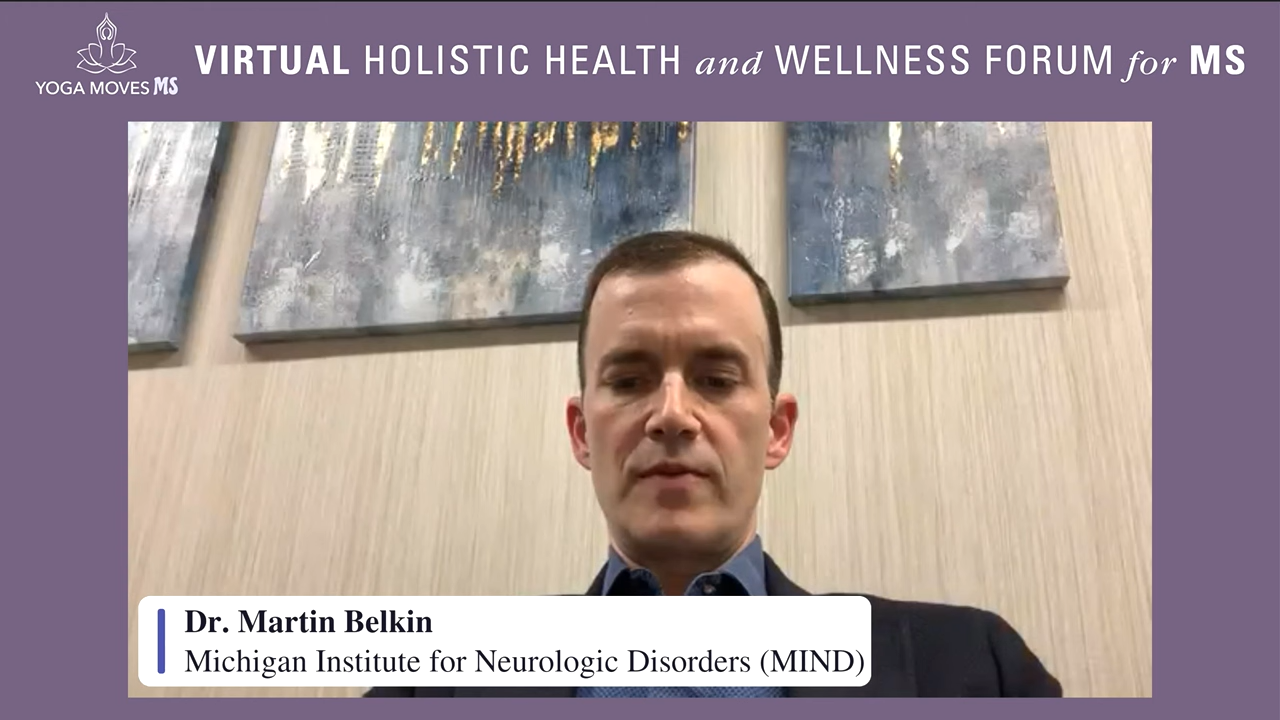 YOGA MOVES MS
VIRTUAL HOLISTIC HEALTH and WELLNESS FORUM for MS
Dr. Martin Belkin
Michigan Institute for Neurologic Disorders (MIND)